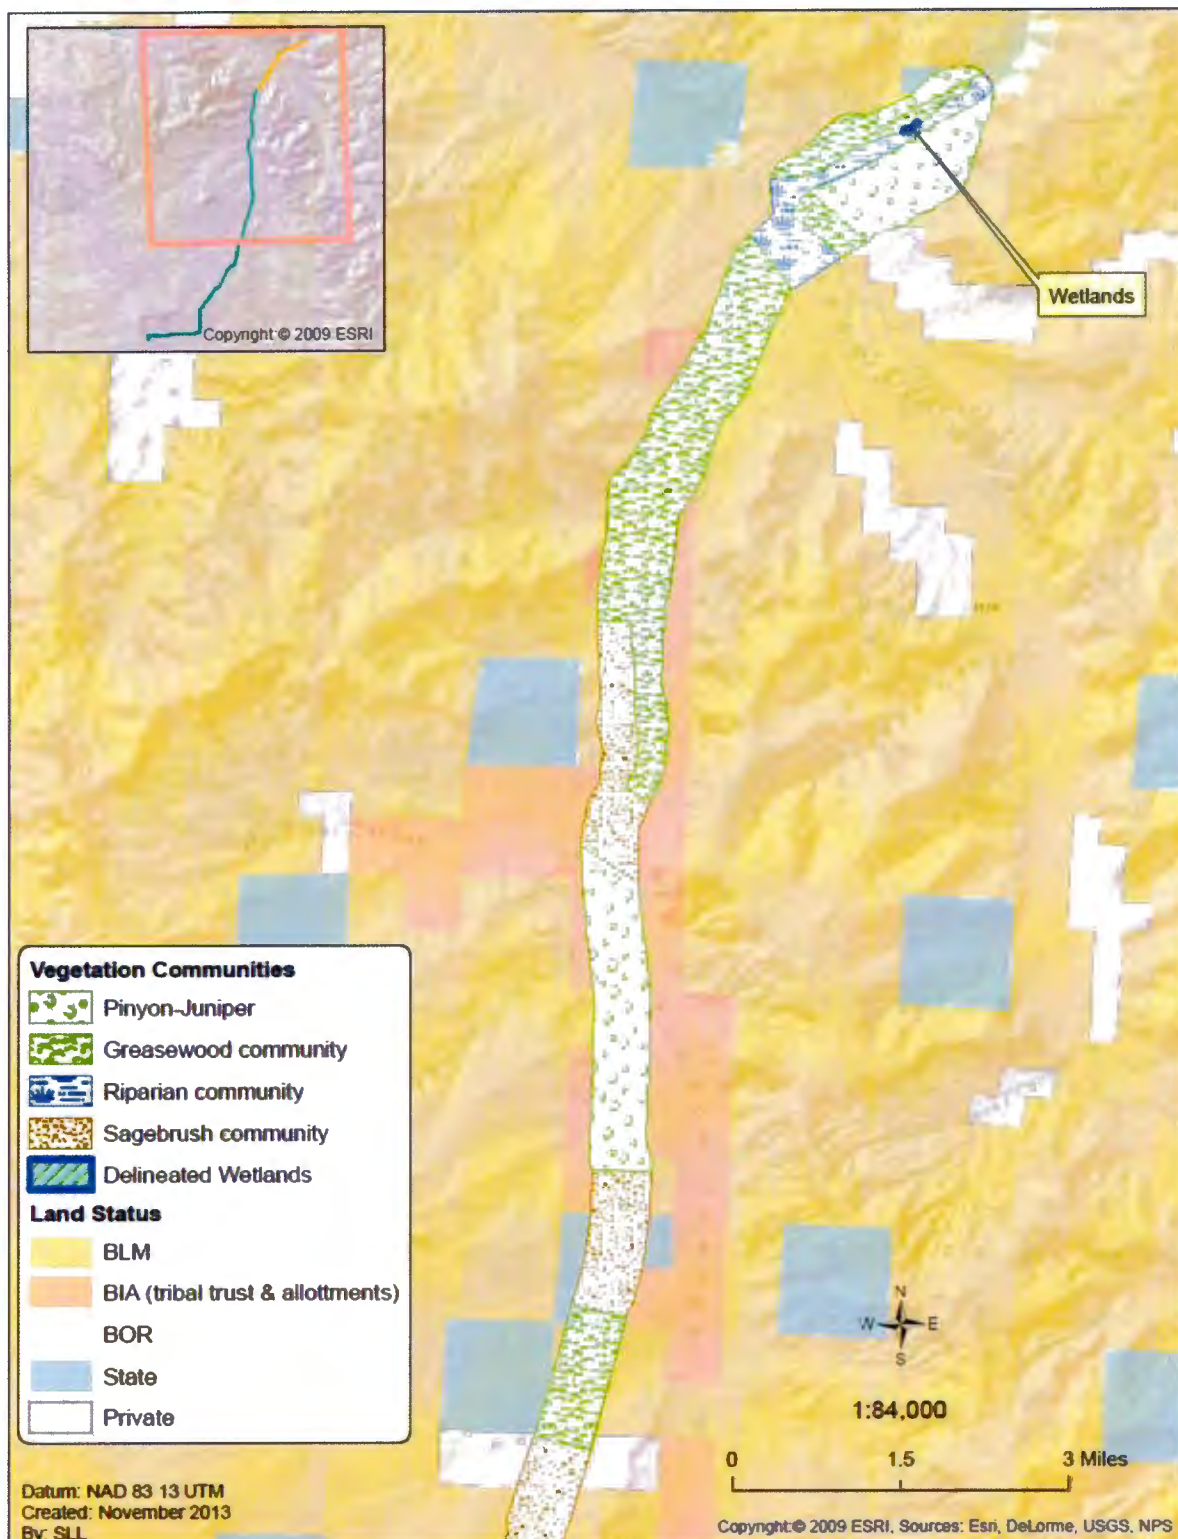 Copyright:© 2009 ESRI
Wetlands
Vegetation Communities
Pinyon-Juniper
Greasewood community
Riparian community
Sagebrush community
Delineated Wetlands
Land Status
BLM
BIA (tribal trust & allottments)
BOR
State
Private
N
W
E
S
1:84,000
0 1.5 3 Miles
Datum: NAD 83 13 UTM
Created: November 2013
By: SLL
Copyright:© 2009 ESRI, Sources: Esri, DeLorme, USGS, NPS